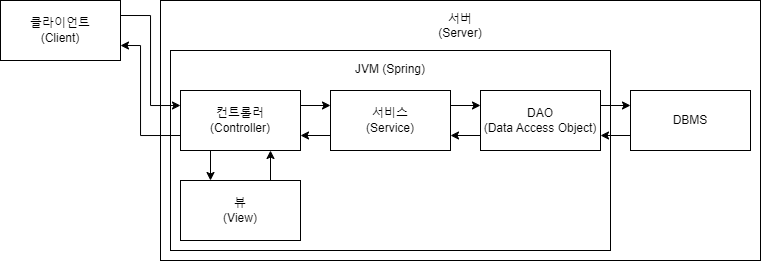 클라이언트
(Client)
서버
(Server)
JVM (Spring)
컨트롤러
(Controller)
서비스
(Service)
DAO
(Data Access Object)
DBMS
뷰
(View)